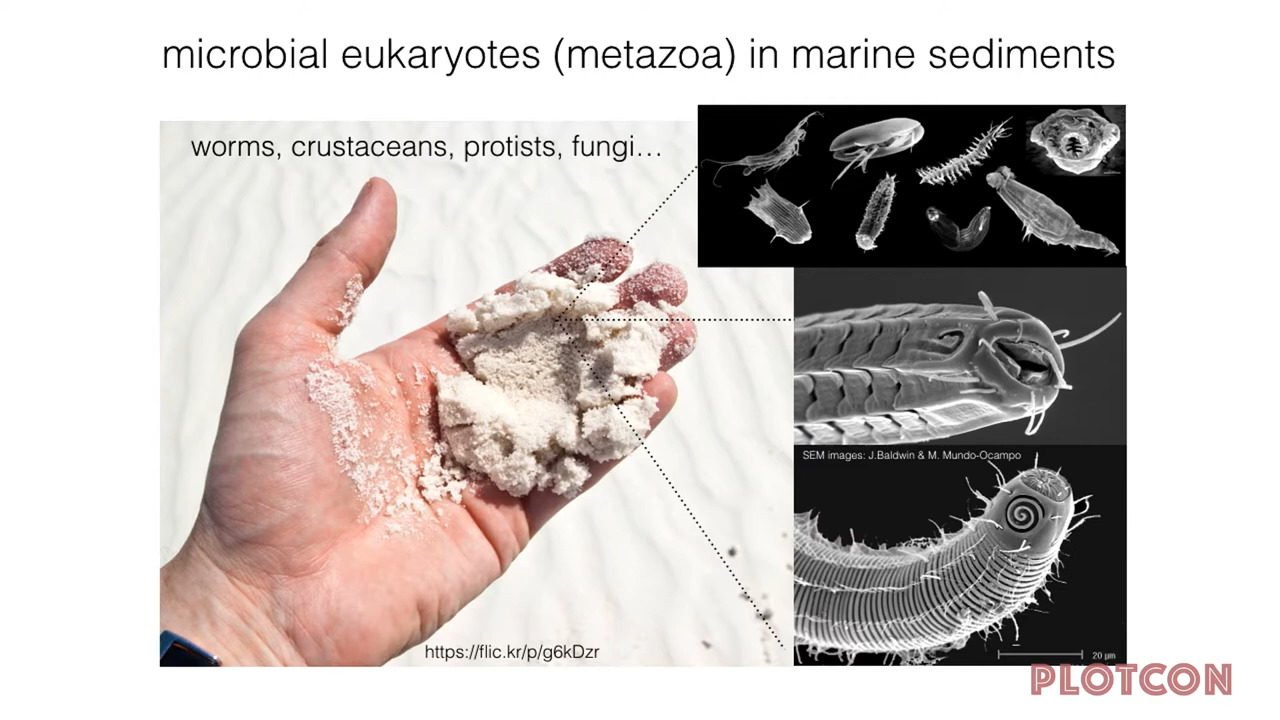 microbial eukaryotes (metazoa) in marine sediments
worms, crustaceans, protists, fungi...
SEM images: J.Baldwin & M. Mundo-Ocampo
https://flic.kr/p/g6kDzr
20 µm
PLOTCON